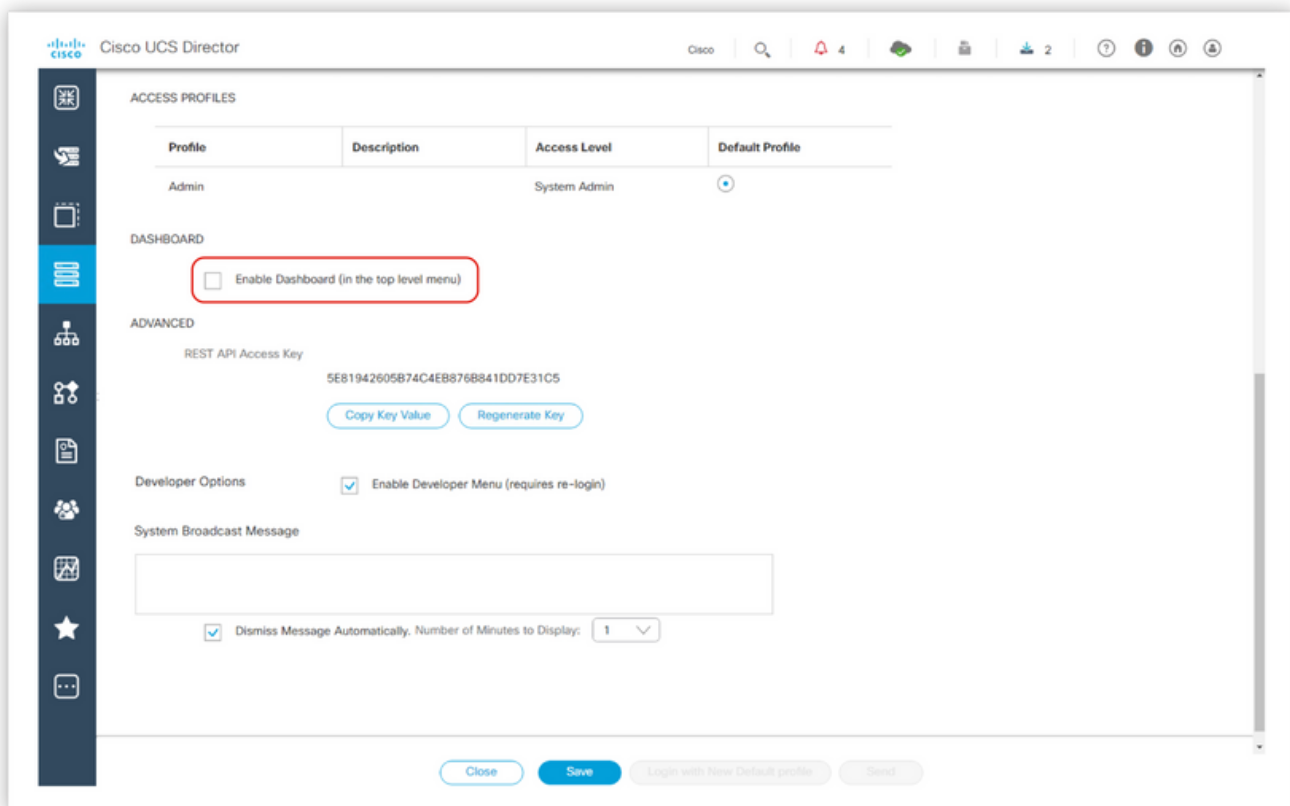 CISCO Cisco UCS Director Cisco 4 2 ?
ACCESS PROFILES
Profile Description Access Level Default Profile
Admin System Admin
DASHBOARD
Enable Dashboard (in the top level menu)
ADVANCED
REST API Access Key
5E81942605B74C4EB876B841DD7E31C5
Copy Key Value Regenerate Key
Developer Options Enable Developer Menu (requires re-login)
System Broadcast Message
Dismiss Message Automatically. Number of Minutes to Display: 1
Close Save Login with New Default profile Send